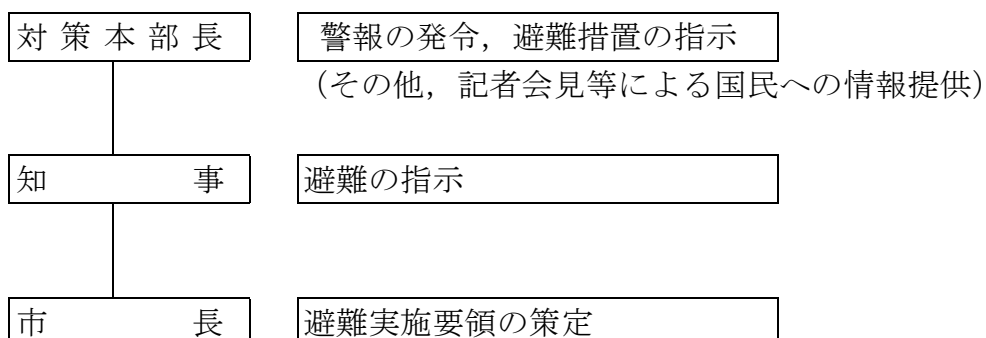 対策本部長 警報の発令，避難措置の指示
（その他，記者会見等による国民への情報提供）
知事 避難の指示
市長 避難実施要領の策定